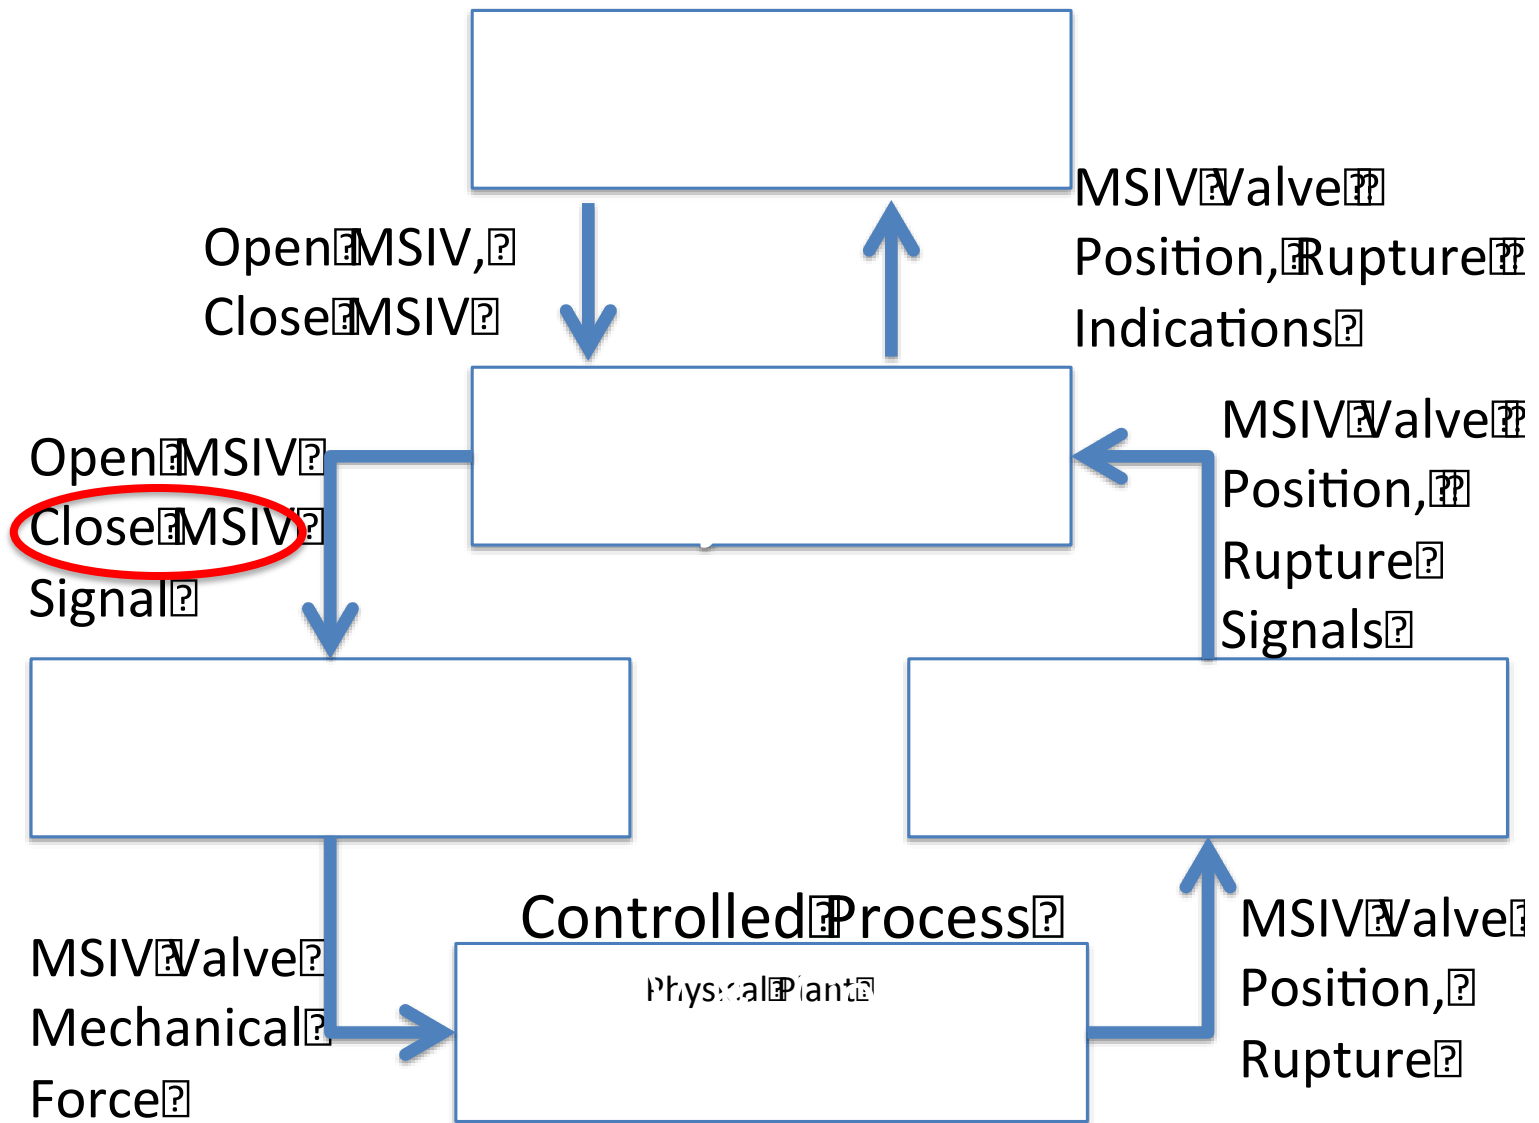 MSIV Valve
Position, Rupture
Indications
Open MSIV,
Close MSIV
MSIV Valve
Position,
Rupture
Signals
Open MSIV
Close MSIV
Signal
Controlled Process
Physical Plant
MSIV Valve
Mechanical
Force
MSIV Valve
Position,
Rupture